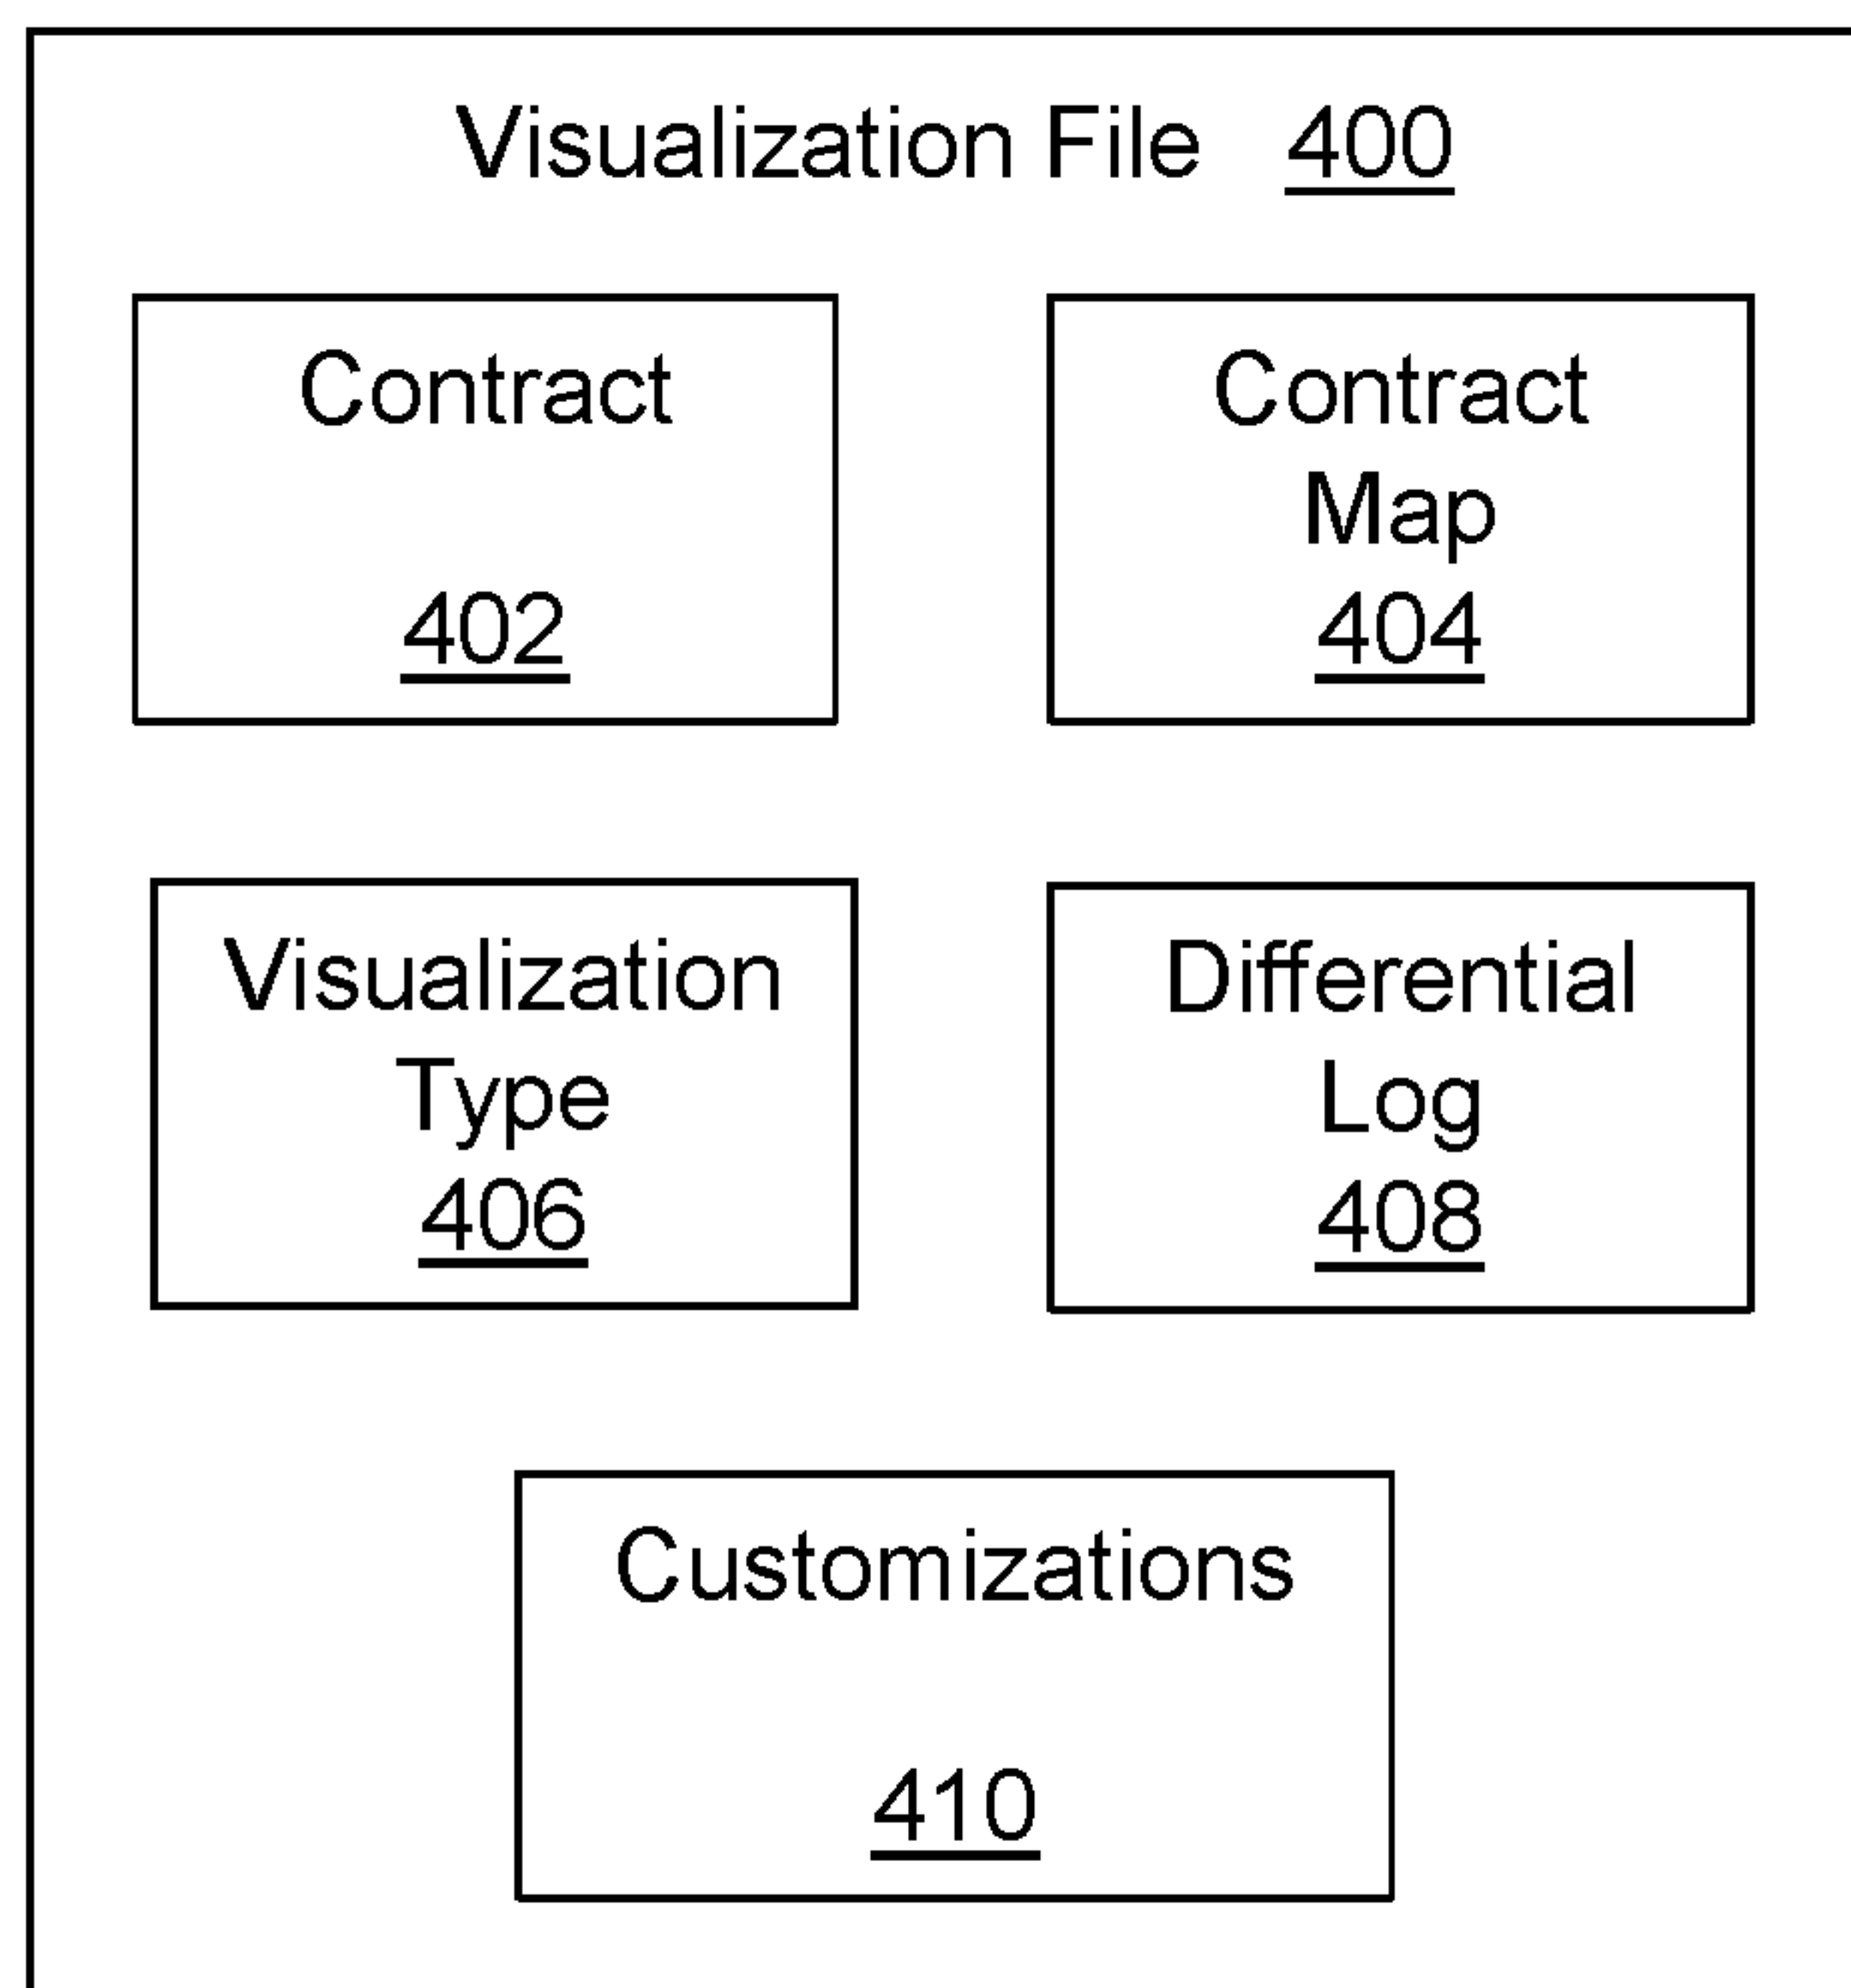 Visualization File 400
Contract
402
Contract
Map
404
Visualization
Type
406
Differential
Log
408
Customizations
410